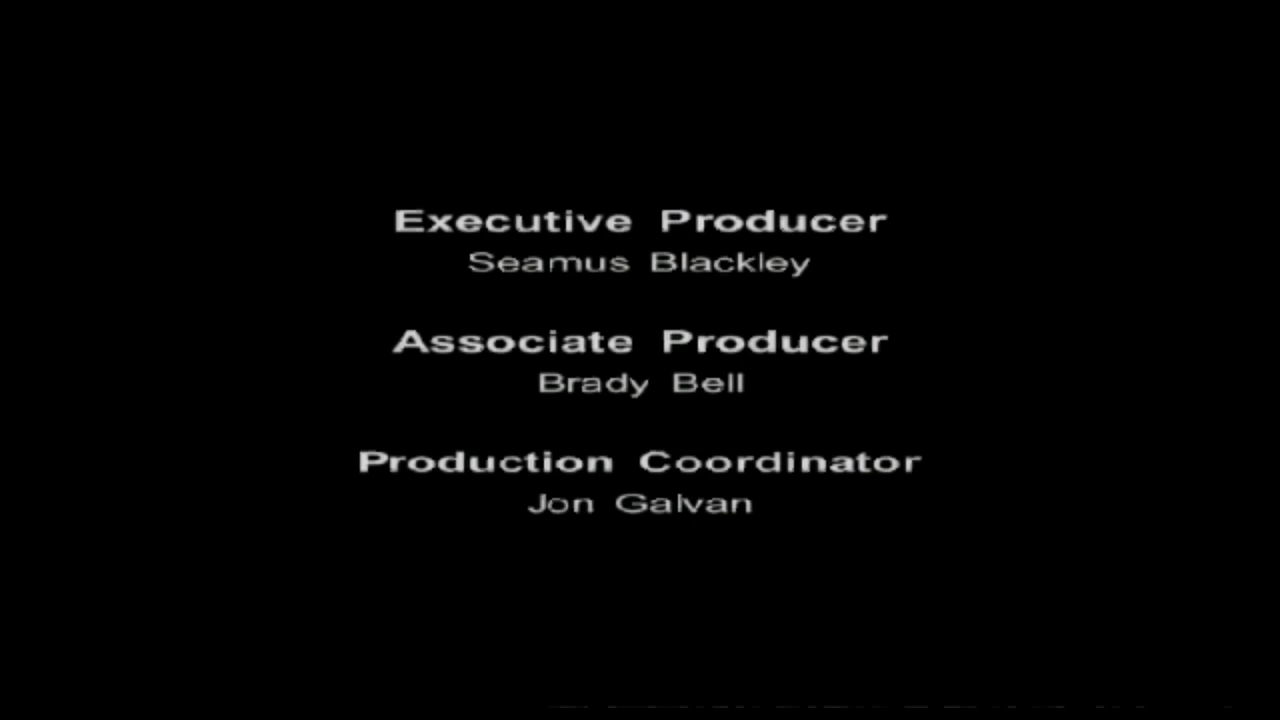 Executive Producer
Seamus Blackley
Associate Producer
Brady Bell
Production Coordinator
Jon Galvan